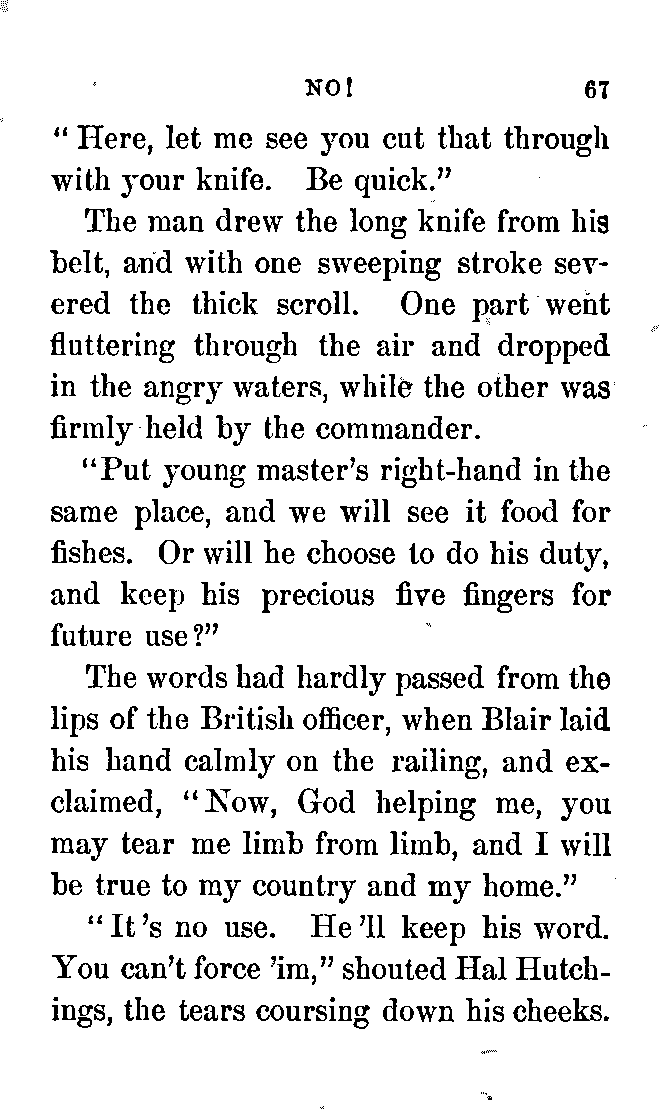 NO! 67
“ Here, let me see you cut that through
with your knife. Be quick.”
The man drew the long knife from his
belt, and with one sweeping stroke sev-
ered the thick scroll. One part went
fluttering through the air and dropped
in the angry waters, while the other was
firmly held by the commander.
“Put young master’s right-hand in the
same place, and we will see it food for
fishes. Or will he choose to do his duty,
and keep his precious five fingers for
future use?”
The words had hardly passed from the
lips of the British officer, when Blair laid
his hand calmly on the railing, and ex-
claimed, “Now, God helping me, you
may tear me limb from limb, and I will
be true to my country and my home.”
“It’s no use. He’ll keep his word.
You can’t force ’im,” shouted Hal Hutch-
ings, the tears coursing down his cheeks.